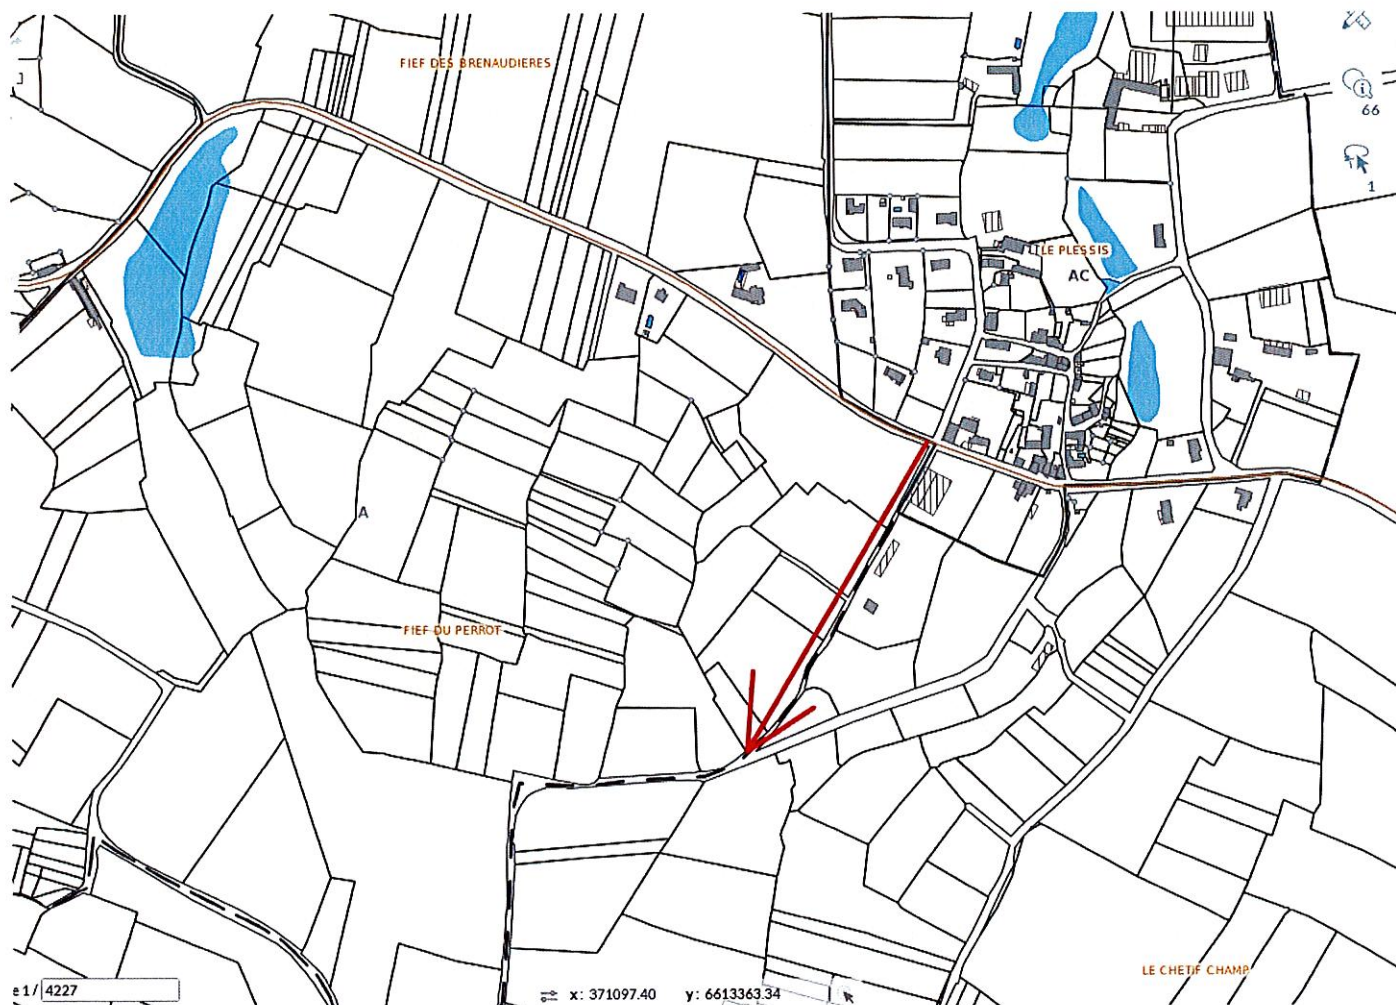 FIEF DES BRENAUDIERES
66
1
LE PLESSIS
AC
A
FIEF DU PERROT
LE CHETIF CHAMP
e 1 / 4227
x: 371097.40 y: 6613363.34